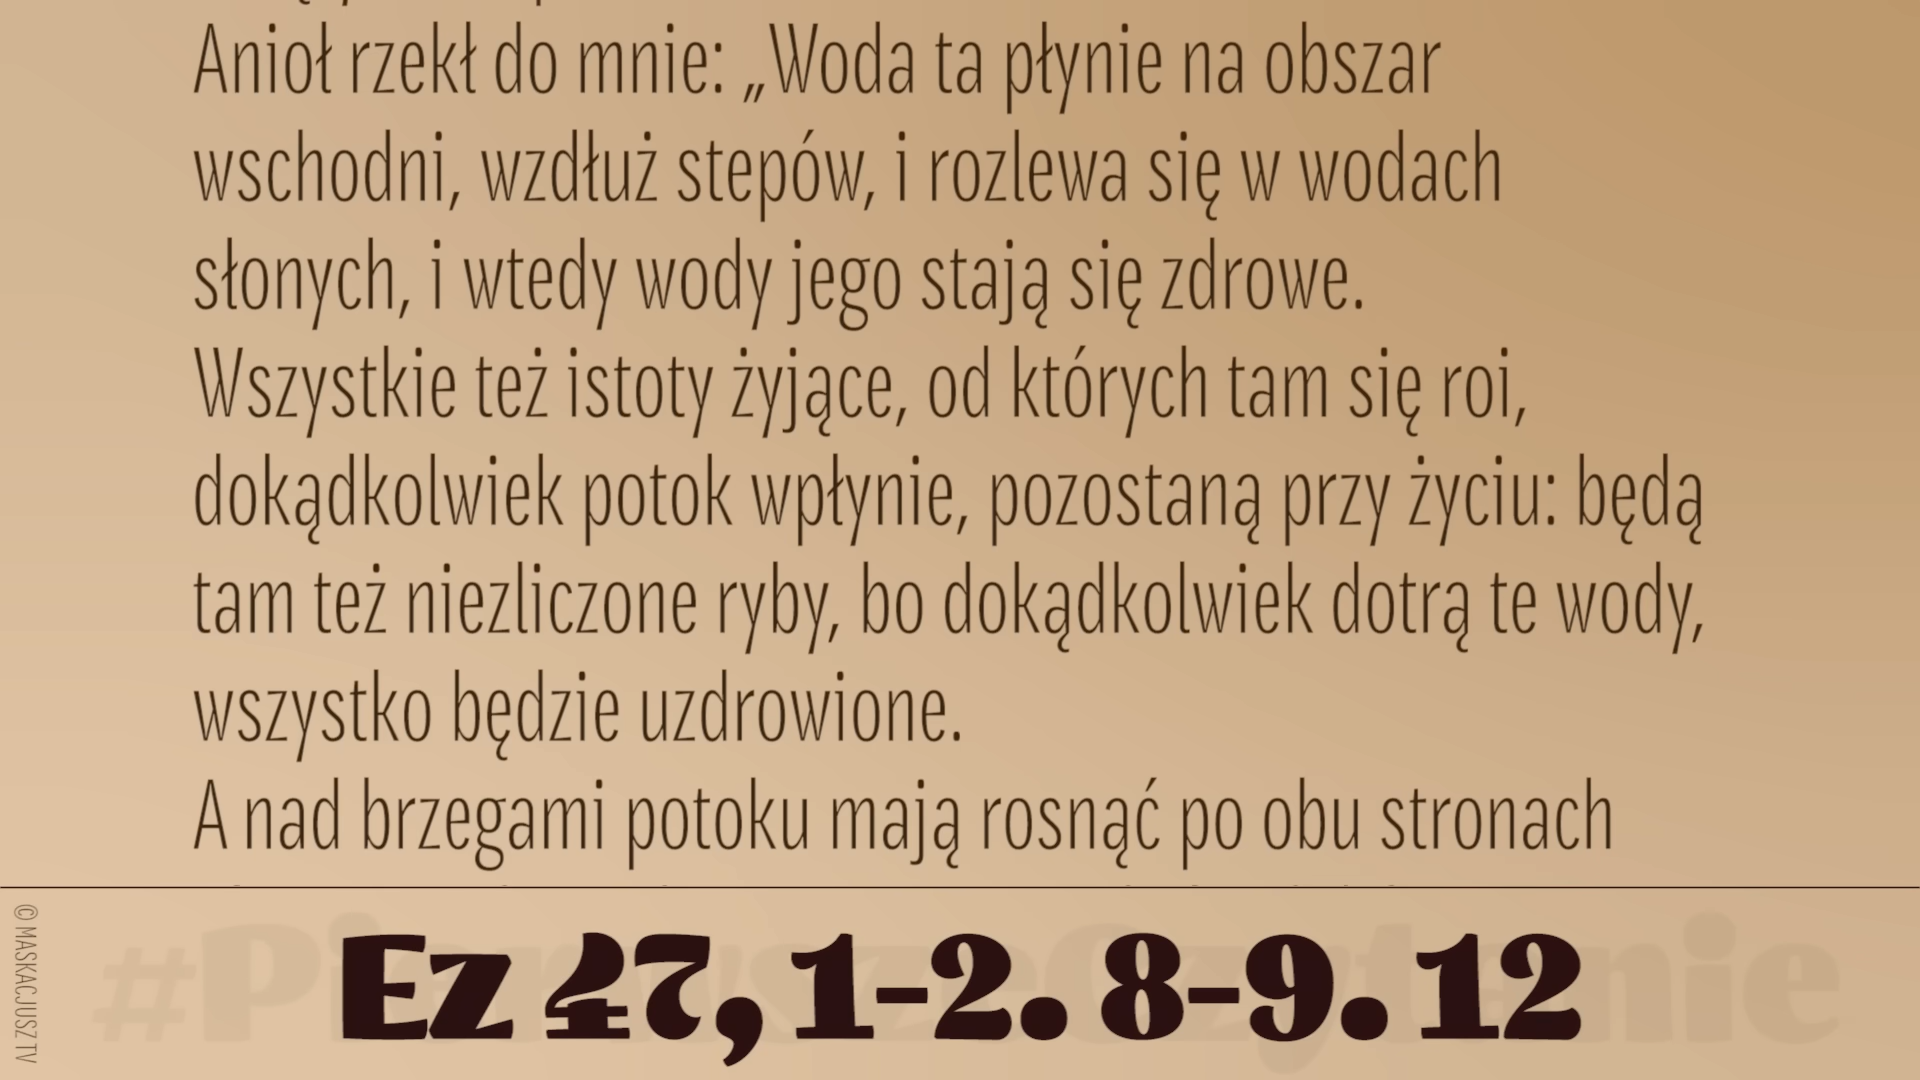 Anioł rzekł do mnie: „Woda ta płynie na obszar
wschodni, wzdłuż stepów, i rozlewa się w wodach
słonych, i wtedy wody jego stają się zdrowe.
Wszystkie też istoty żyjące, od których tam się roi,
dokądkolwiek potok wpłynie, pozostaną przy życiu: będą
tam też niezliczone ryby, bo dokądkolwiek dotrą te wody,
wszystko będzie uzdrowione.
A nad brzegami potoku mają rosnąć po obu stronach
#PierwszeCzytanie
Ez 47, 1-2. 8-9. 12
© MASKACJUSZ TV